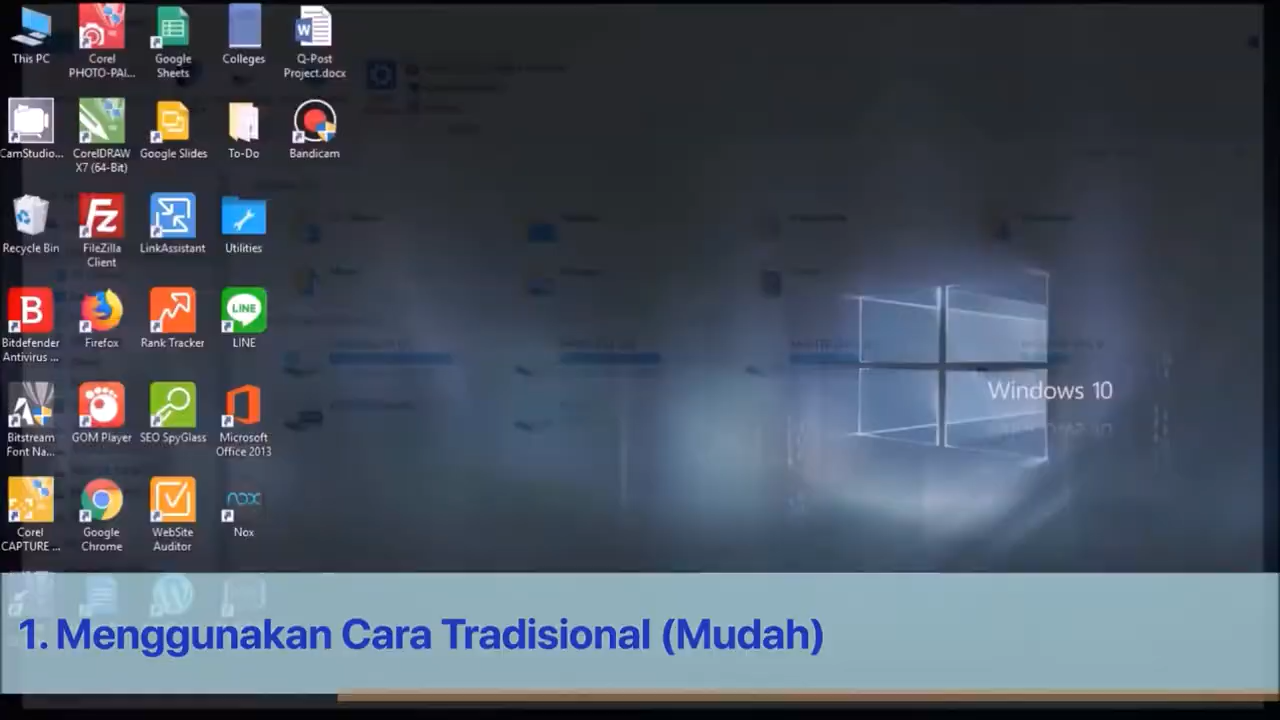 This PC
Corel
PHOTO-PAI...
Google
Sheets
Colleges
Q-Post
Project.docx
CamStudio...
CorelDRAW
X7 (64-Bit)
Google Slides
To-Do
Bandicam
Recycle Bin
FileZilla
Client
LinkAssistant
Utilities
Bitdefender
Antivirus ...
Firefox
Rank Tracker
LINE
LINE
Bitstream
Font Na...
GOM Player
SEO SpyGlass
Microsoft
Office 2013
Corel
CAPTURE ...
Google
Chrome
WebSite
Auditor
nox
Nox
Windows 10
1. Menggunakan Cara Tradisional (Mudah)